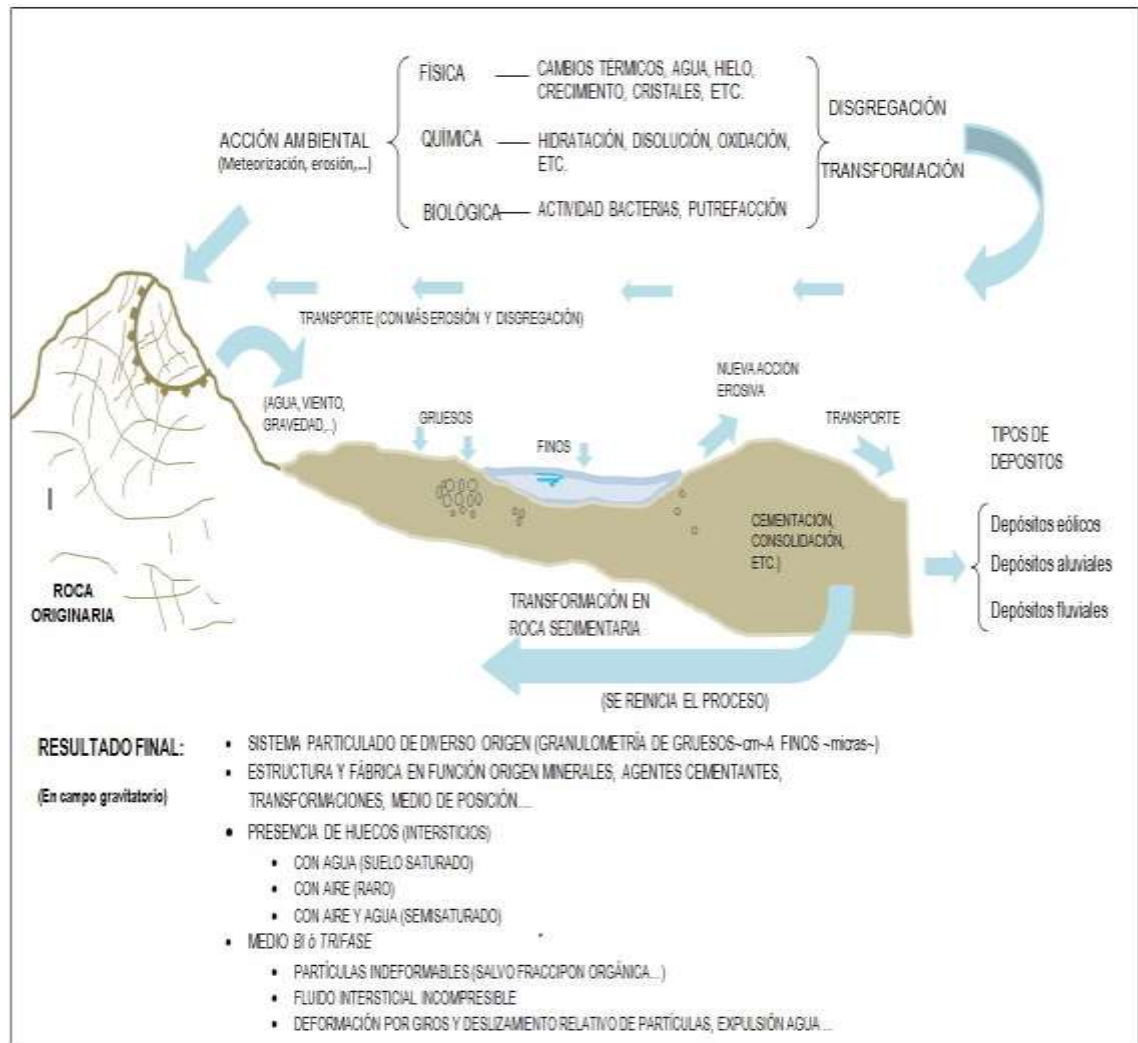 FÍSICA
CAMBIOS TÉRMICOS, AGUA, HIELO,
CRECIMIENTO, CRISTALES, ETC.
DISGREGACIÓN
ACCIÓN AMBIENTAL
(Meteorización, erosión,...)
QUÍMICA
HIDRATACIÓN, DISOLUCIÓN, OXIDACIÓN,
ETC.
TRANSFORMACIÓN
BIOLÓGICA
ACTIVIDAD BACTERIAS, PUTREFACCIÓN
TRANSPORTE (CON MÁS EROSIÓN Y DISGREGACIÓN)
(AGUA, VIENTO,
GRAVEDAD,..)
GRUESOS
FINOS
NUEVA ACCIÓN
EROSIVA
TRANSPORTE
TIPOS DE
DEPOSITOS
CEMENTACION,
CONSOLIDACIÓN,
ETC.)
Depósitos eólicos
Depósitos aluviales
Depósitos fluviales
ROCA
ORIGINARIA
TRANSFORMACIÓN EN
ROCA SEDIMENTARIA
(SE REINICIA EL PROCESO)
RESULTADO FINAL:
(En campo gravitatorio)
• SISTEMA PARTICULADO DE DIVERSO ORIGEN (GRANULOMETRÍA DE GRUESOS~cm~A FINOS ~micras~)
• ESTRUCTURA Y FÁBRICA EN FUNCIÓN ORIGEN MINERALES, AGENTES CEMENTANTES,
TRANSFORMACIONES, MEDIO DE POSICIÓN....
• PRESENCIA DE HUECOS (INTERSTICIOS)
• CON AGUA (SUELO SATURADO)
• CON AIRE (RARO)
• CON AIRE Y AGUA (SEMISATURADO)
• MEDIO BI ó TRIFASE
• PARTÍCULAS INDEFORMABLES (SALVO FRACCIPON ORGÁNICA...)
• FLUIDO INTERSTICIAL INCOMPRESIBLE
• DEFORMACIÓN POR GIROS Y DESLIZAMIENTO RELATIVO DE PARTÍCULAS, EXPULSIÓN AGUA ...